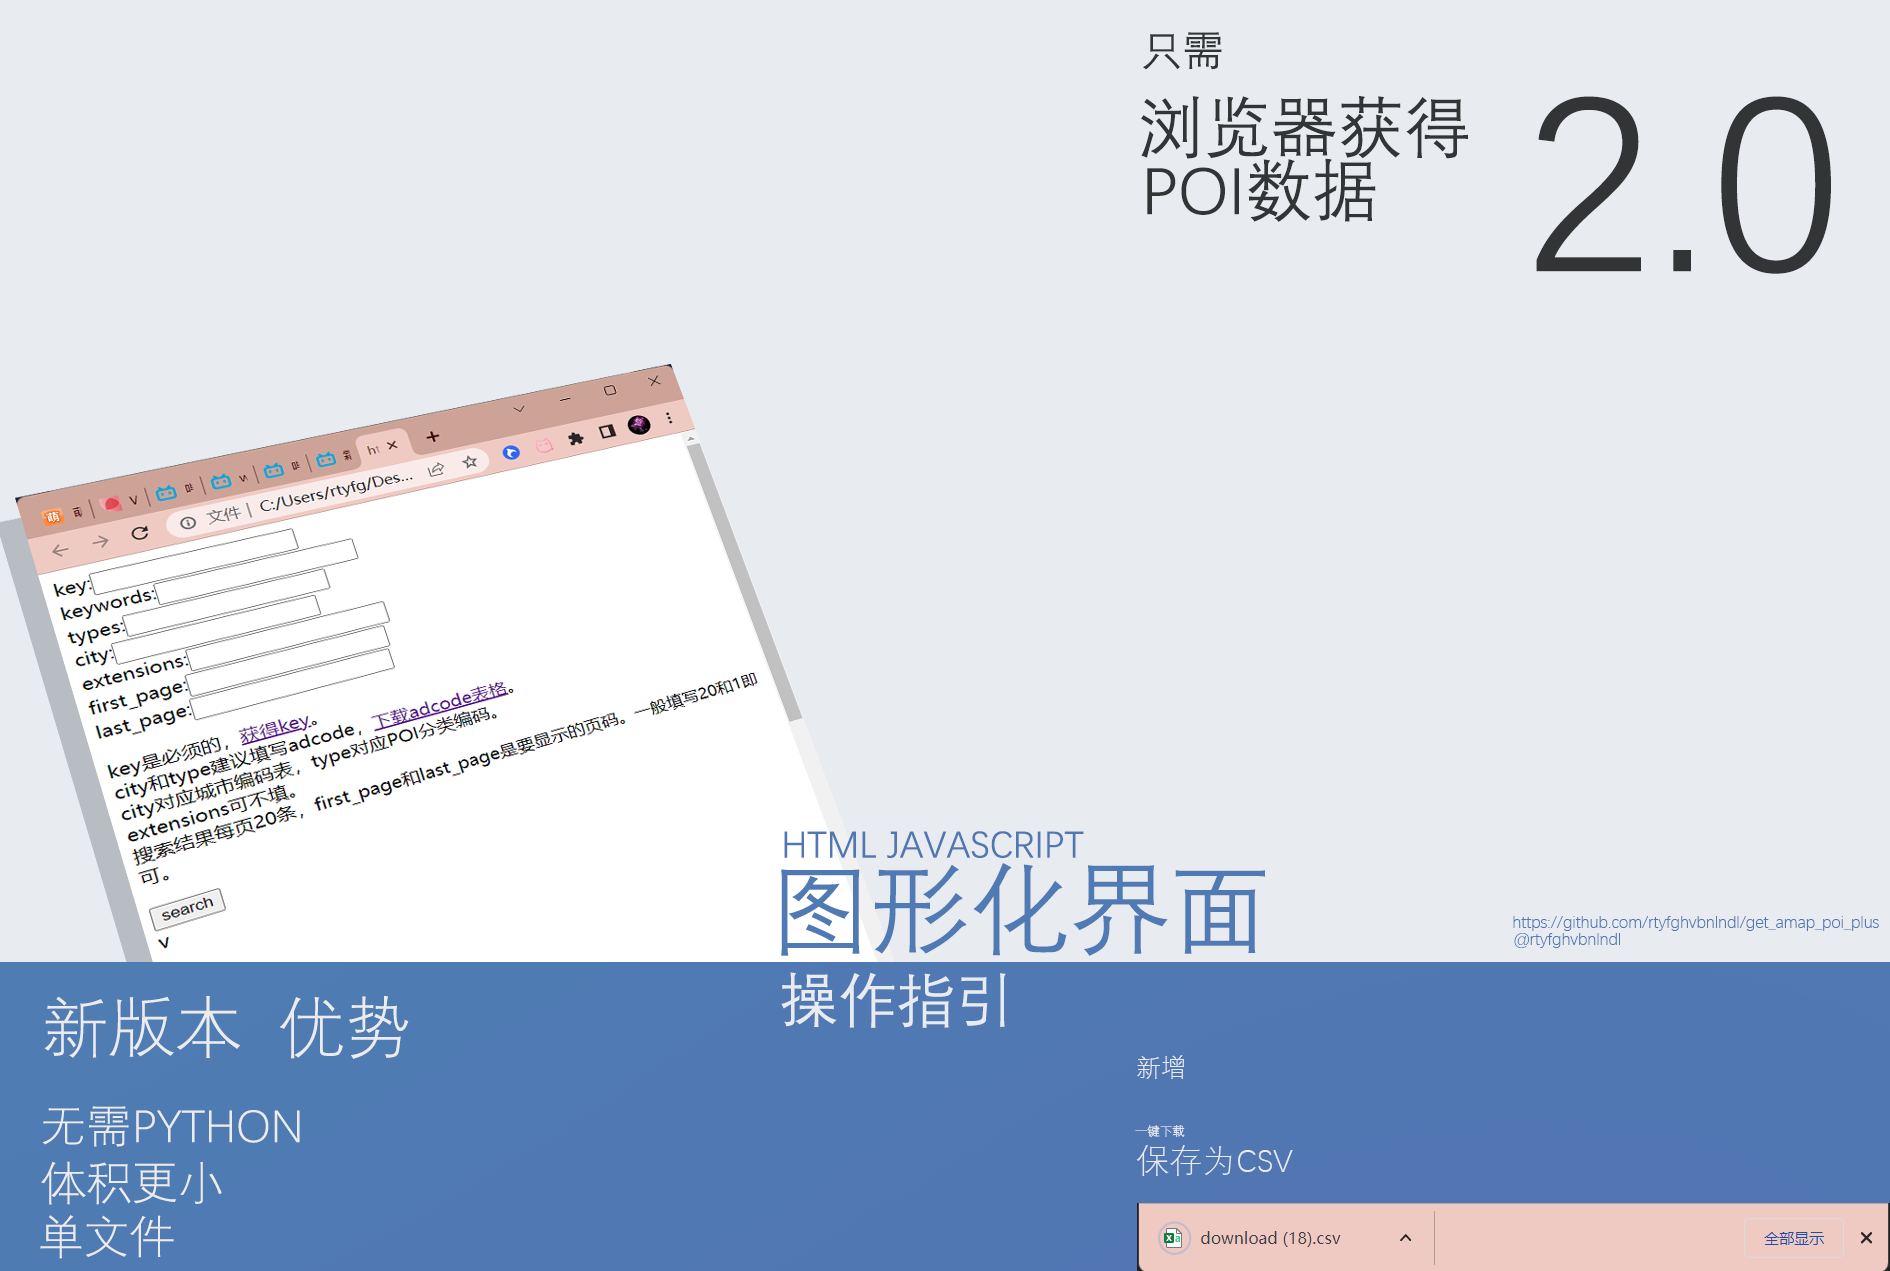 只需
浏览器获得
POI数据
2.0
文件 | C:/Users/rtyfg/Des...
key:
keywords:
types:
city:
extensions:
first_page:
last_page:
key是必须的，获得key。
city和type建议填写adcode，下载adcode表格。
city对应城市编码表，type对应POI分类编码。
extensions可不填。
搜索结果每页20条，first_page和last_page是要显示的页码。一般填写20和1即
可。
search
v
HTML JAVASCRIPT
图形化界面
操作指引
https://github.com/rtyfghvbnlndl/get_amap_poi_plus
@rtyfghvbnlndl
新版本 优势
无需PYTHON
体积更小
单文件
新增
一键下载
保存为CSV
download (18).csv
全部显示